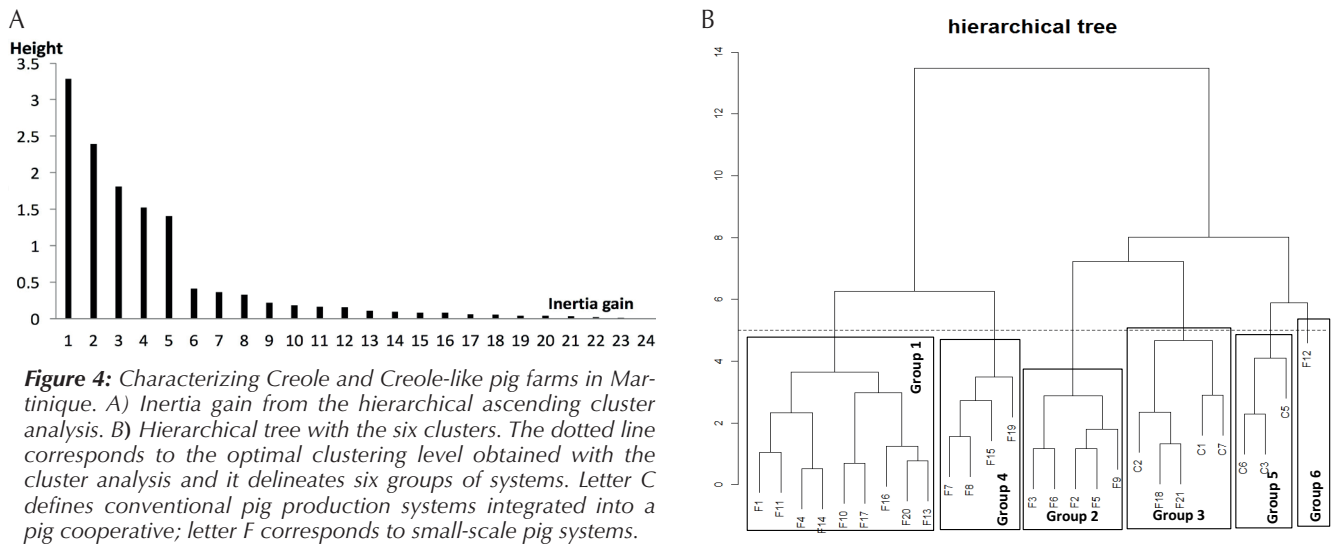 A
Height
3.5
3
2.5
2
1.5
1
0.5
0
Inertia gain
1 2 3 4 5 6 7 8 9 10 11 12 13 14 15 16 17 18 19 20 21 22 23 24
Figure 4: Characterizing Creole and Creole-like pig farms in Mar-
tinique. A) Inertia gain from the hierarchical ascending cluster
analysis. B) Hierarchical tree with the six clusters. The dotted line
corresponds to the optimal clustering level obtained with the
cluster analysis and it delineates six groups of systems. Letter C
defines conventional pig production systems integrated into a
pig cooperative; letter F corresponds to small-scale pig systems.
B
hierarchical tree
14
12
10
8
6
4
2
0
Group 1
F1
F11
F4
F14
F10
F17
F16
F20
F13
Group 4
F7
F8
F15
F19
Group 2
F3
F6
F2
F5
F9
Group 3
C2
F18
F21
C1
C7
Group 5
C6
C3
C5
Group 6
F12